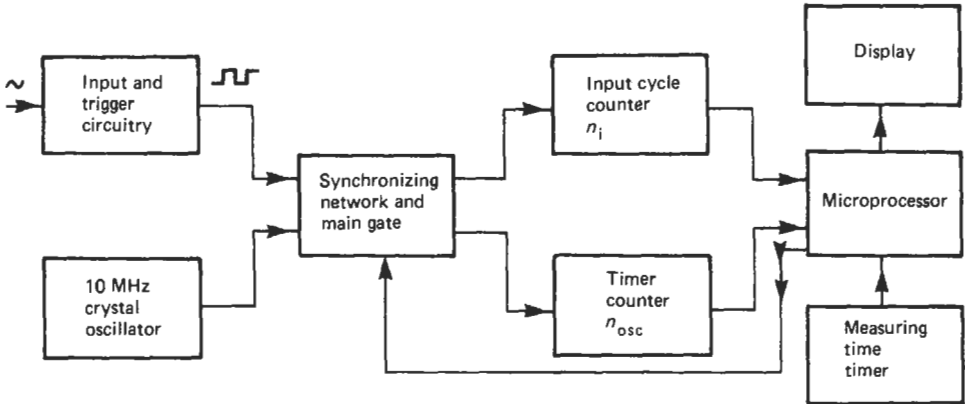 ~
Input and
trigger
circuitry
10 MHz
crystal
oscillator
Synchronizing
network and
main gate
Input cycle
counter
nᵢ
Timer
counter
n_osc
Display
Microprocessor
Measuring
time
timer